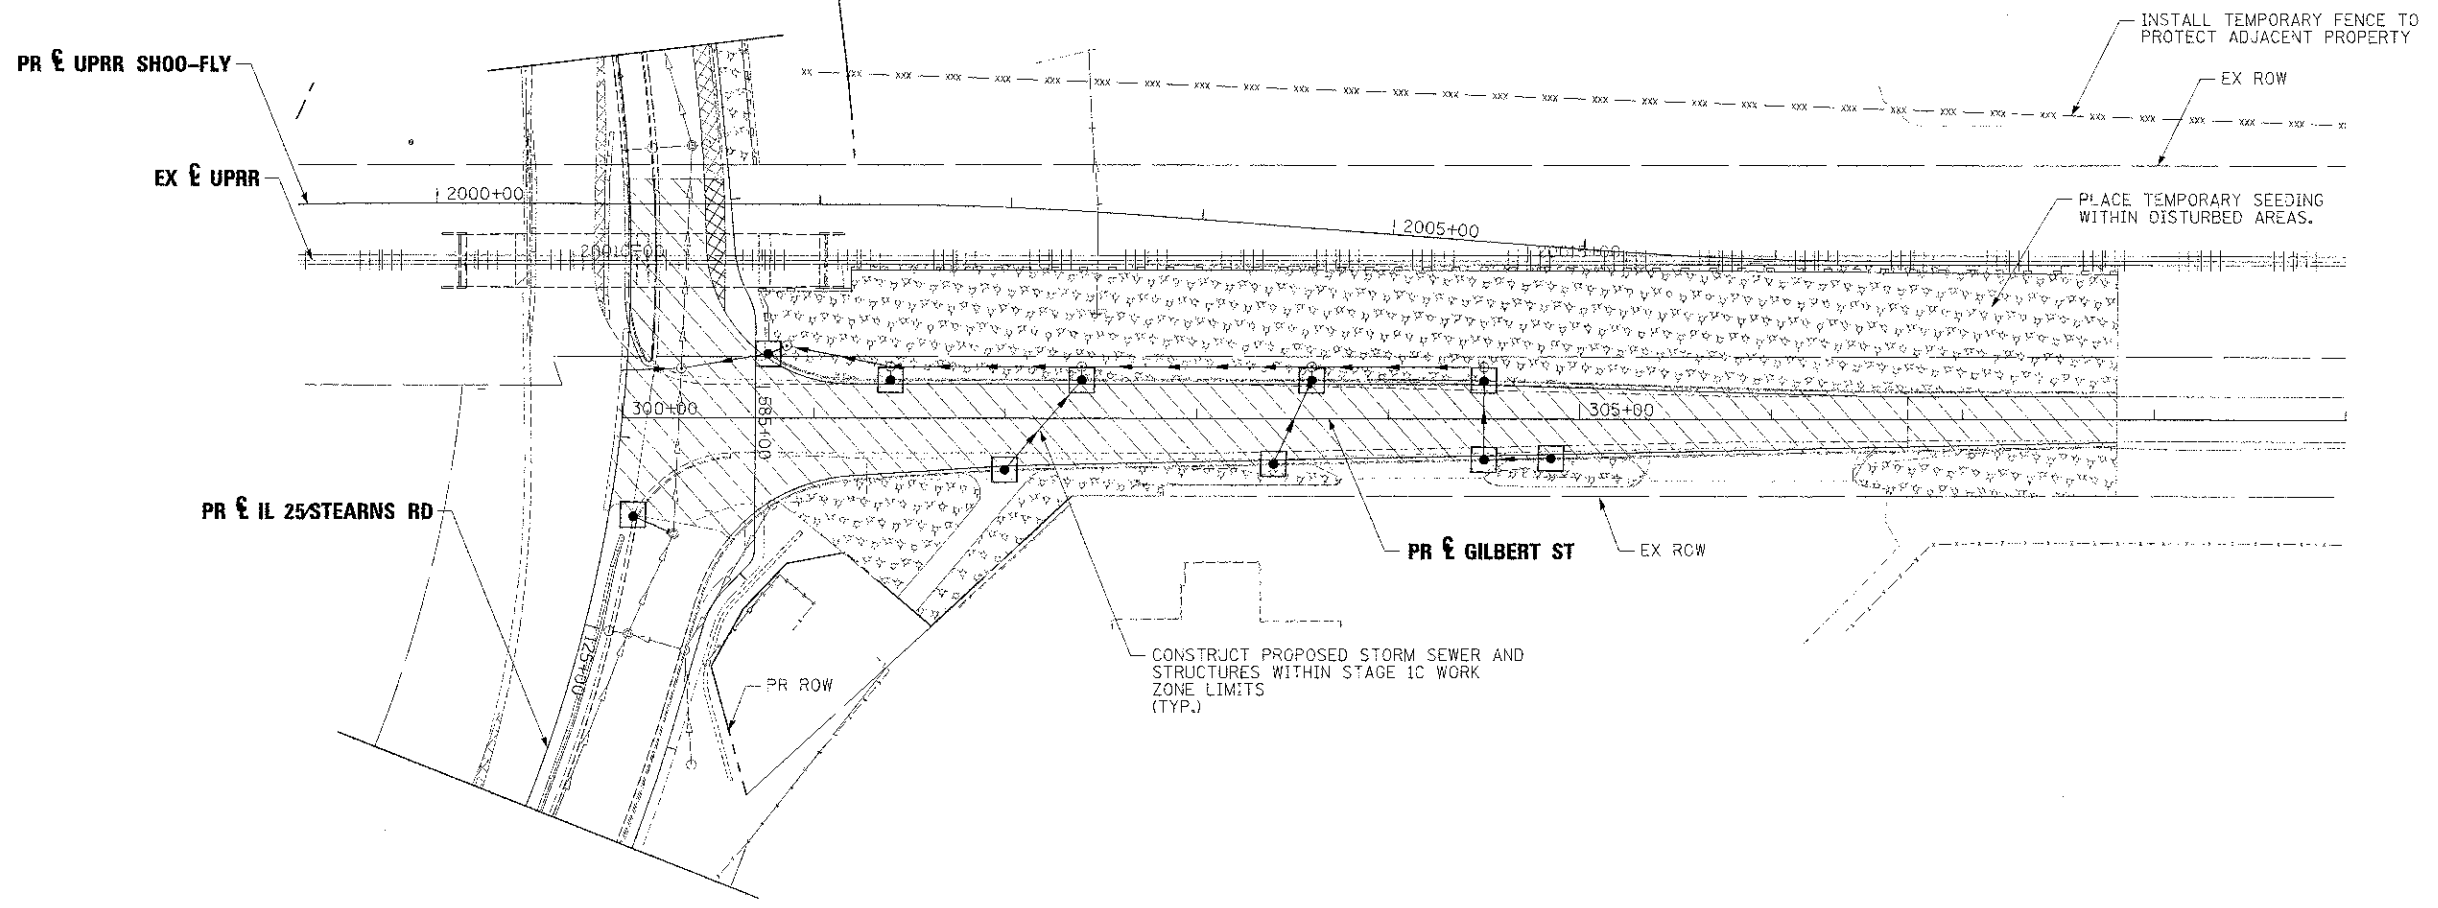 INSTALL TEMPORARY FENCE TO
PROTECT ADJACENT PROPERTY
EX ROW
PR ℄ UPRR SHOO-FLY
EX ℄ UPRR
2000+00
PLACE TEMPORARY SEEDING
WITHIN DISTURBED AREAS.
2005+00
300+00
585+00
305+00
PR ℄ IL 25/STEARNS RD
PR ℄ GILBERT ST
EX ROW
125+00
PR ROW
CONSTRUCT PROPOSED STORM SEWER AND
STRUCTURES WITHIN STAGE 1C WORK
ZONE LIMITS
(TYP.)